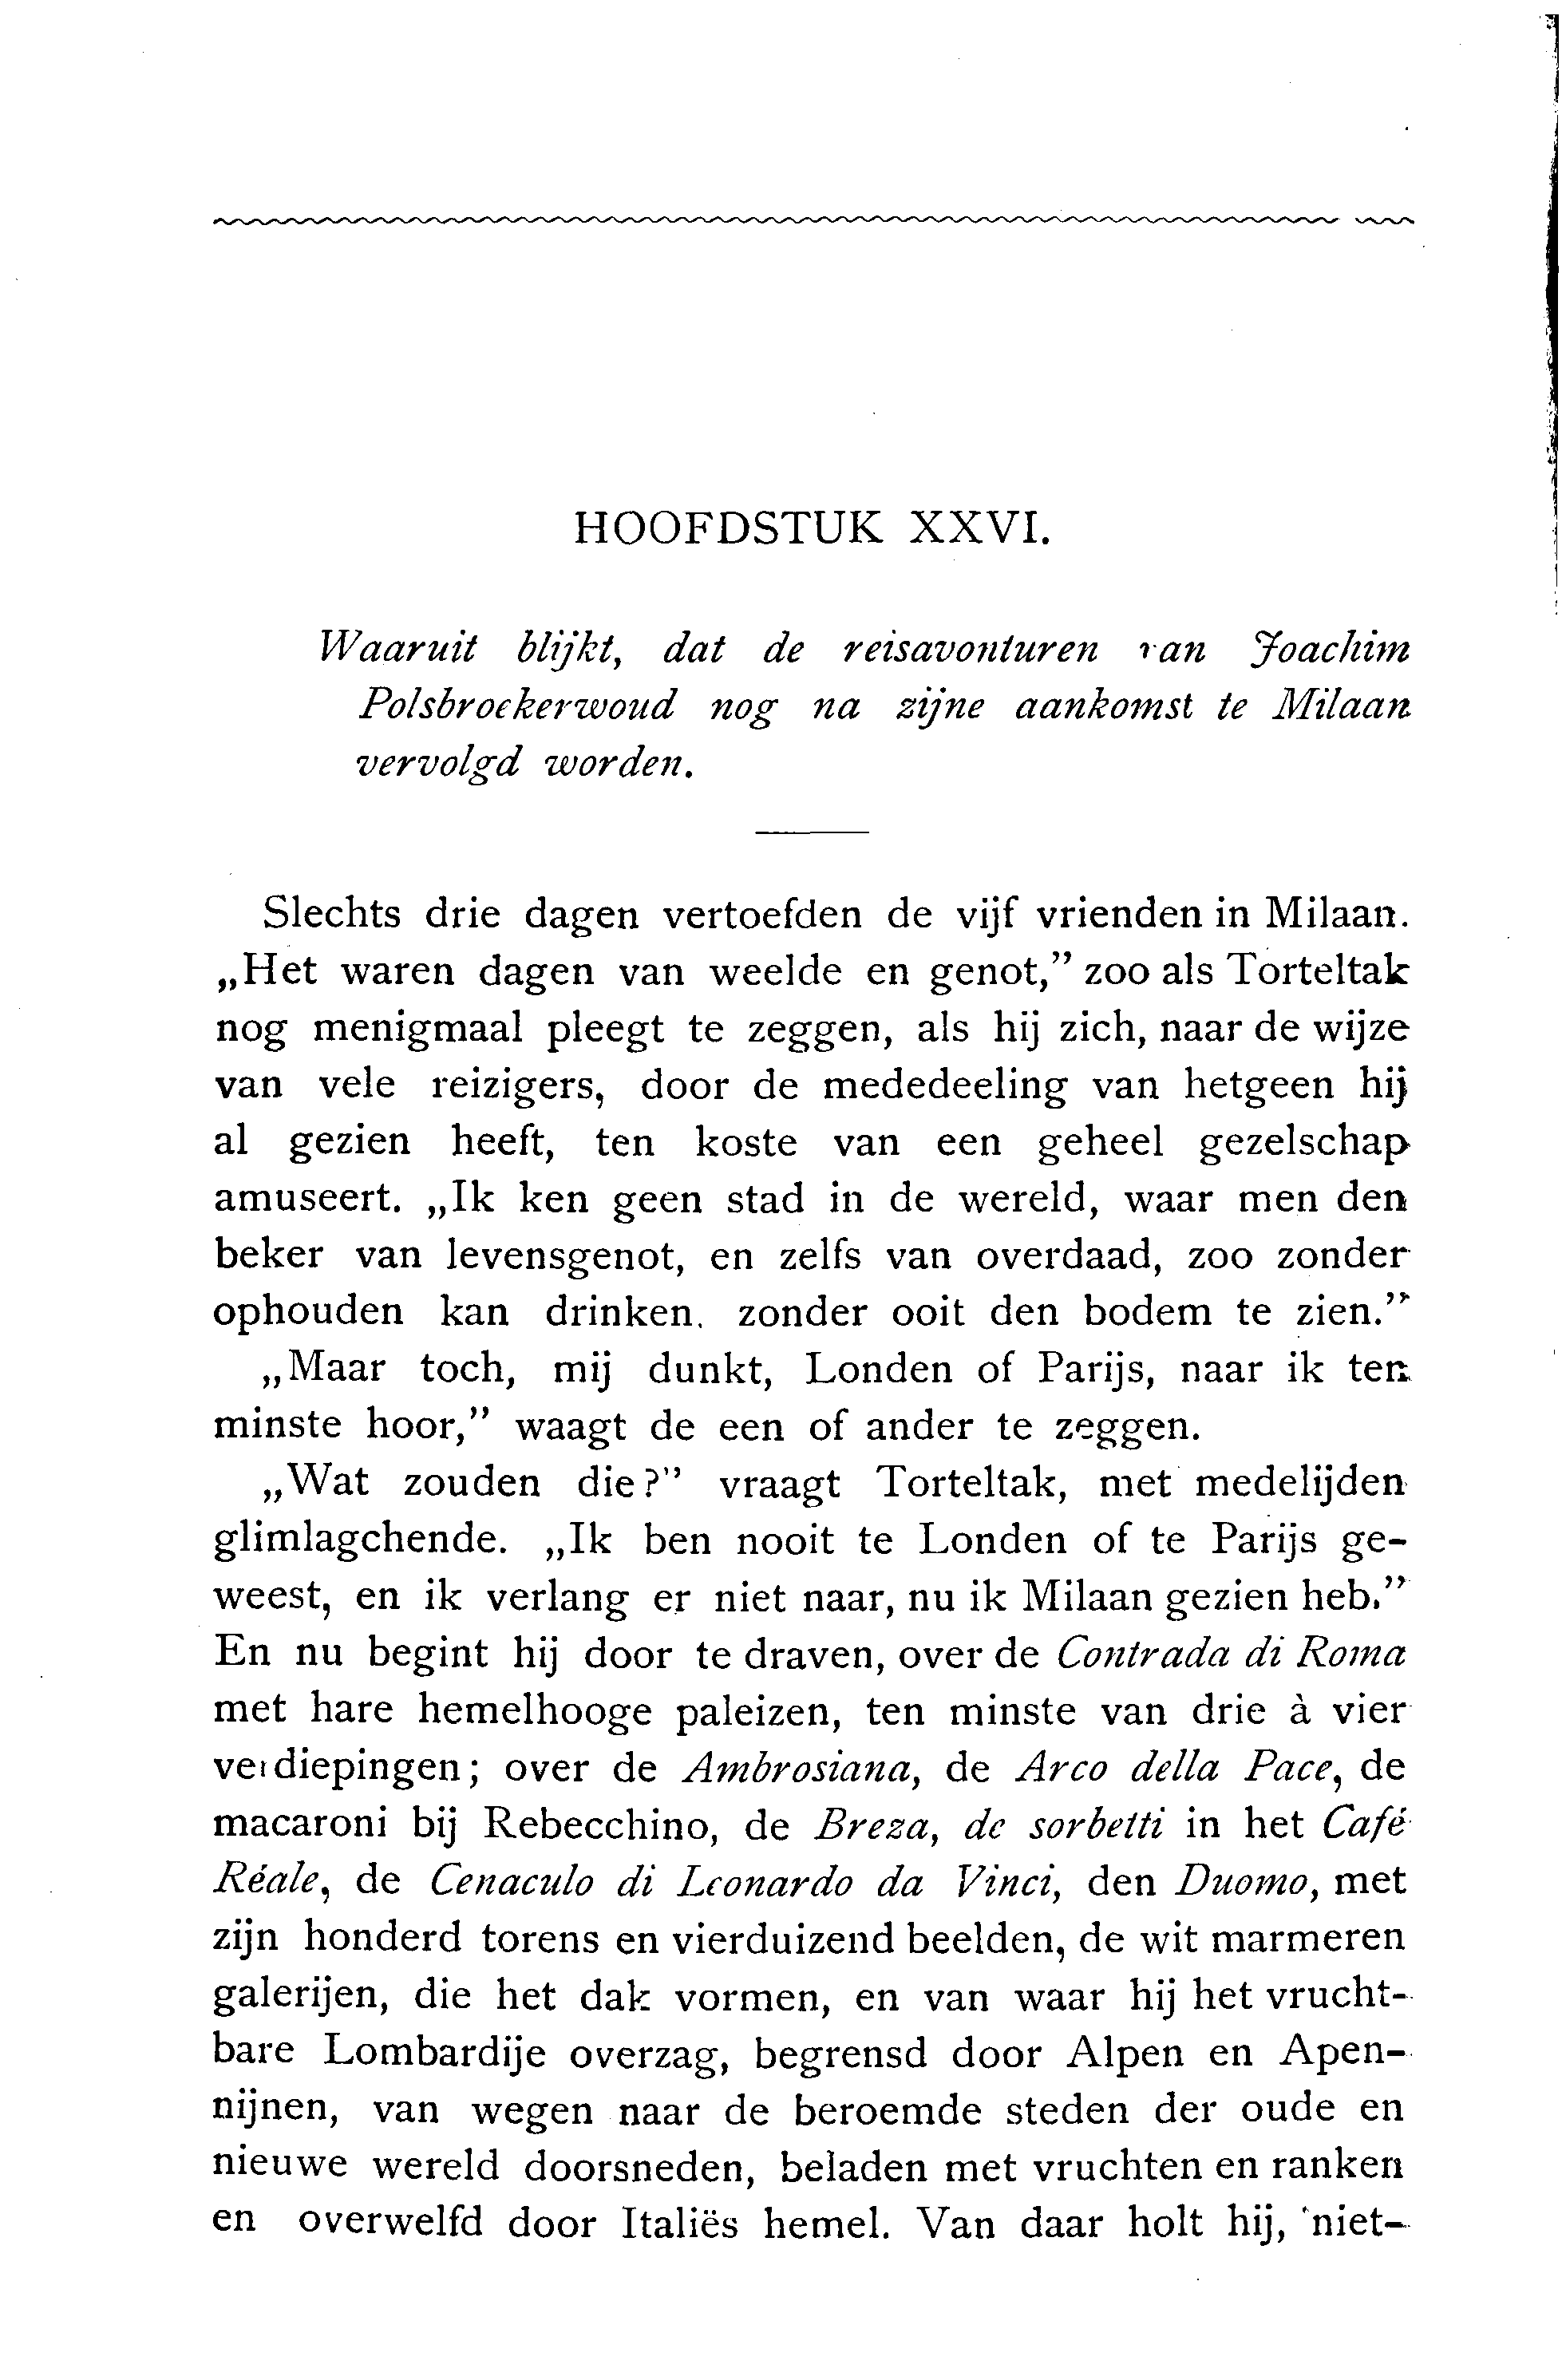 HOOFDSTUK XXVI.
Waaruit blijkt, dat de reisavonturen van Joachim
Polsbroekerwoud nog na zijne aankomst te Milaan
vervolgd worden.
Slechts drie dagen vertoefden de vijf vrienden in Milaan.
„Het waren dagen van weelde en genot,” zoo als Torteltak
nog menigmaal pleegt te zeggen, als hij zich, naar de wijze
van vele reizigers, door de mededeeling van hetgeen hij
al gezien heeft, ten koste van een geheel gezelschap
amuseert. „Ik ken geen stad in de wereld, waar men den
beker van levensgenot, en zelfs van overdaad, zoo zonder
ophouden kan drinken, zonder ooit den bodem te zien.”
„Maar toch, mij dunkt, Londen of Parijs, naar ik ten
minste hoor,” waagt de een of ander te zeggen.
„Wat zouden die?” vraagt Torteltak, met medelijden
glimlagchende. „Ik ben nooit te Londen of te Parijs ge-
weest, en ik verlang er niet naar, nu ik Milaan gezien heb.”
En nu begint hij door te draven, over de Contrada di Roma
met hare hemelhooge paleizen, ten minste van drie à vier
verdiepingen; over de Ambrosiana, de Arco della Pace, de
macaroni bij Rebecchino, de Breza, de sorbetti in het Café
Réale, de Cenaculo di Leonardo da Vinci, den Duomo, met
zijn honderd torens en vierduizend beelden, de wit marmeren
galerijen, die het dak vormen, en van waar hij het vrucht-
bare Lombardije overzag, begrensd door Alpen en Apen-
nijnen, van wegen naar de beroemde steden der oude en
nieuwe wereld doorsneden, beladen met vruchten en ranken
en overwelfd door Italiës hemel. Van daar holt hij, niet-